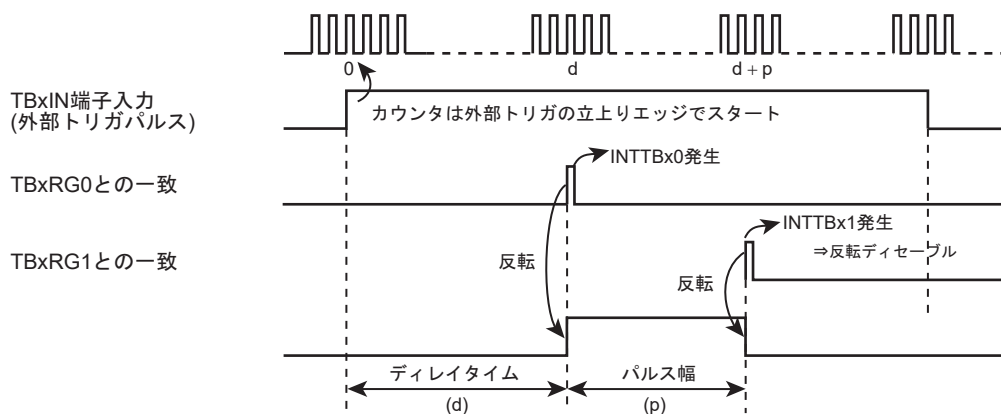 0
d
d + p
TBxIN端子入力
(外部トリガパルス)
カウンタは外部トリガの立上りエッジでスタート
INTTBx0発生
TBxRG0との一致
INTTBx1発生
TBxRG1との一致
反転
反転
⇒反転ディセーブル
ディレイタイム
(d)
パルス幅
(p)